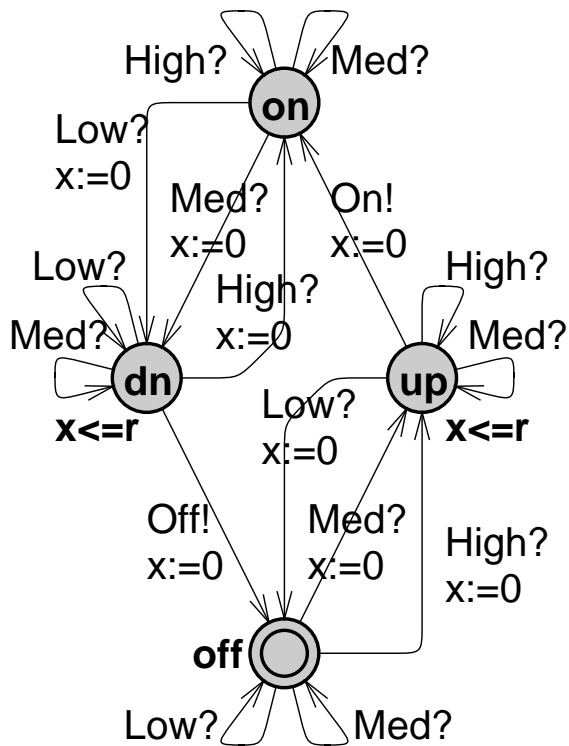 High?
Med?
on
Low?
x:=0
Med?
x:=0
On!
x:=0
Low?
High?
High?
x:=0
Med?
Med?
dn
up
x<=r
x<=r
Low?
x:=0
Off!
x:=0
Med?
x:=0
High?
x:=0
off
Low?
Med?